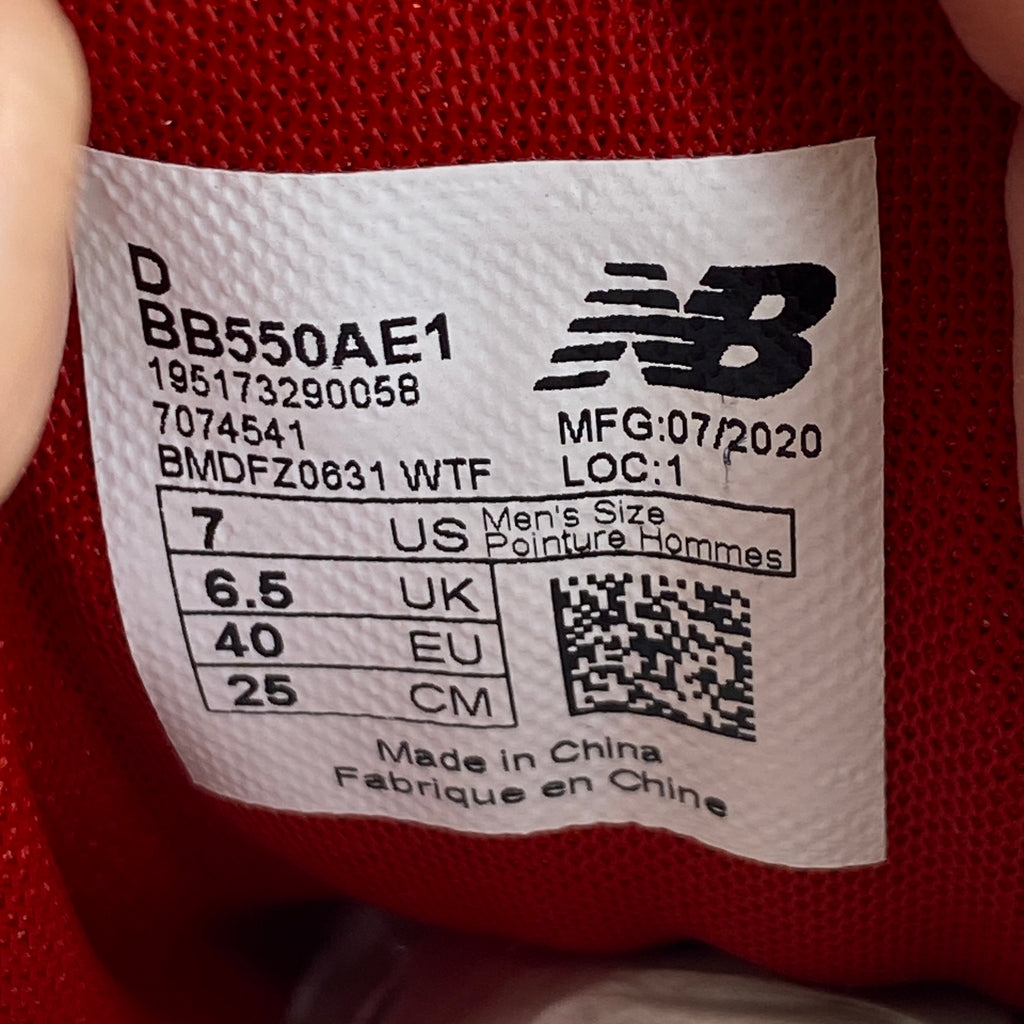 D
BB550AE1
195173290058
7074541
BMDFZ0631 WTF
NB
MFG:07/2020
LOC:1
7 US Men's Size
Pointure Hommes
6.5 UK
40 EU
25 CM
Made in China
Fabrique en Chine